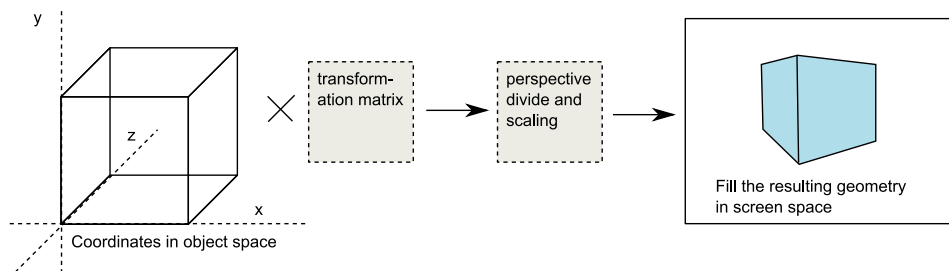 y
z
x
Coordinates in object space
transform-
ation matrix
perspective
divide and
scaling
Fill the resulting geometry
in screen space